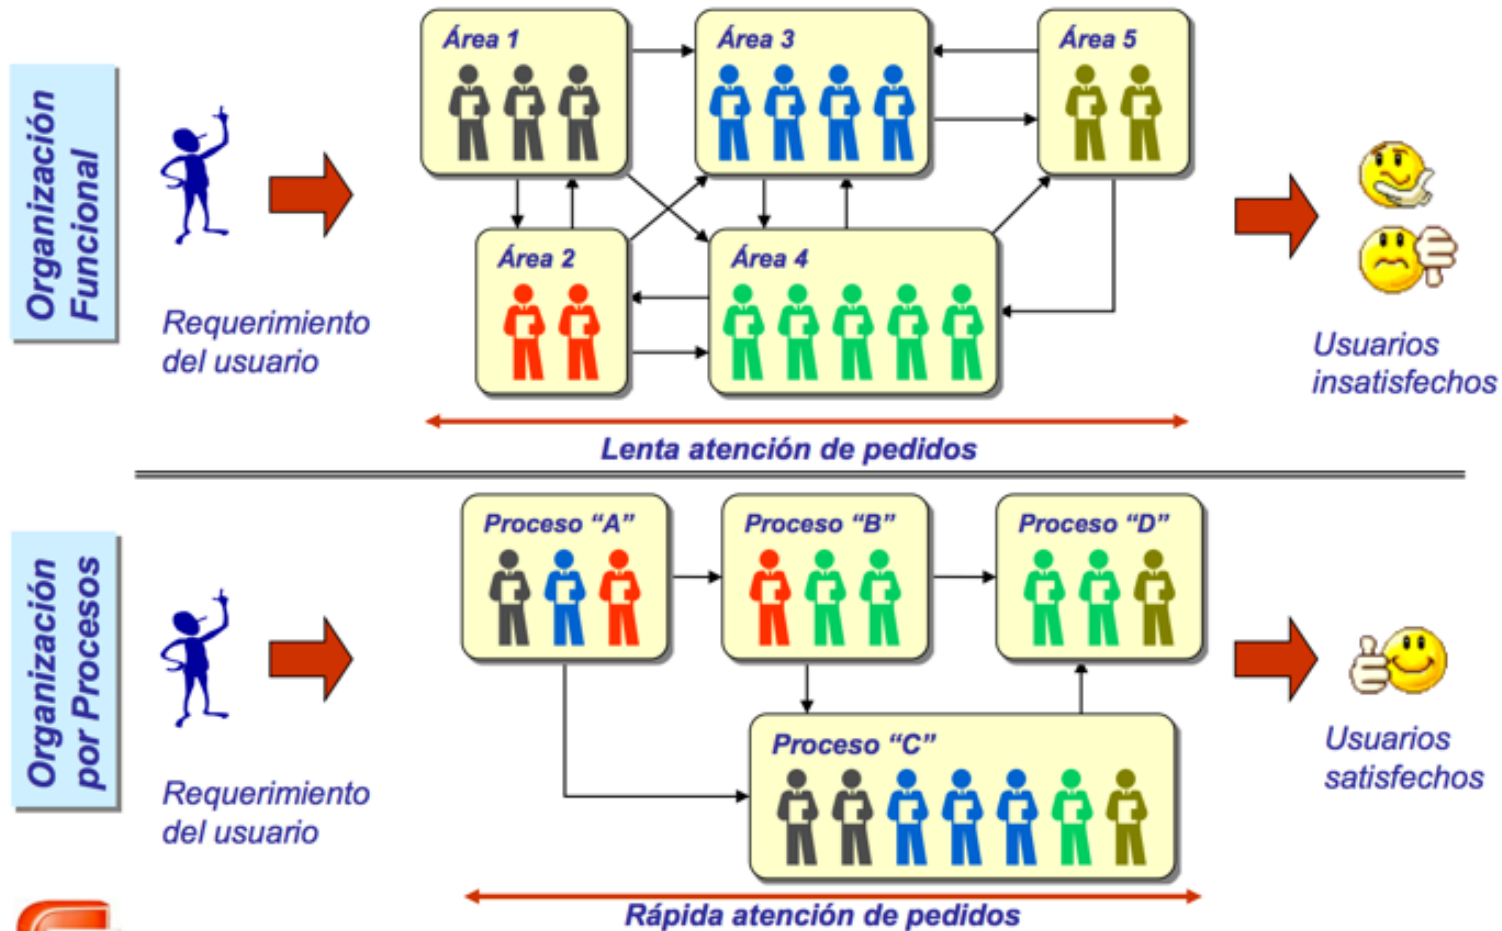 Organización
Funcional
Requerimiento
del usuario
Área 1
Área 3
Área 5
Área 2
Área 4
Usuarios
insatisfechos
Lenta atención de pedidos
Organización
por Procesos
Requerimiento
del usuario
Proceso “A”
Proceso “B”
Proceso “D”
Proceso “C”
Usuarios
satisfechos
Rápida atención de pedidos